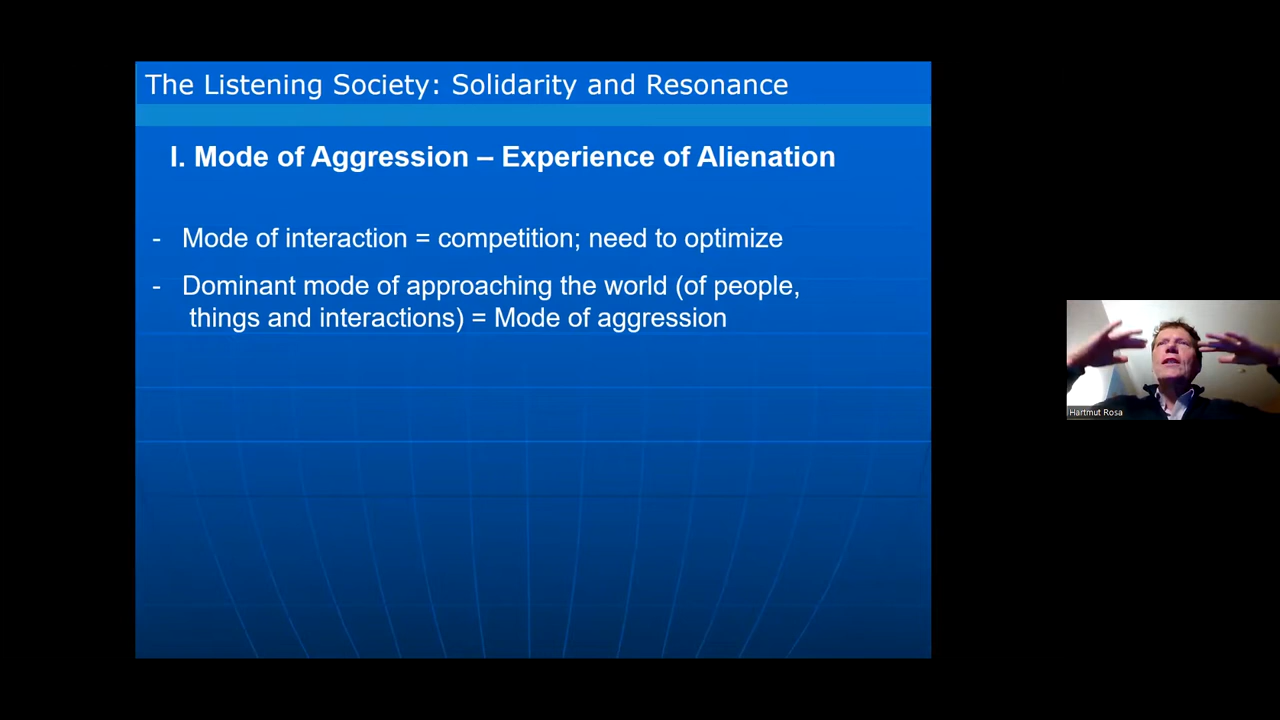 The Listening Society: Solidarity and Resonance
I. Mode of Aggression – Experience of Alienation
- Mode of interaction = competition; need to optimize
- Dominant mode of approaching the world (of people,
things and interactions) = Mode of aggression
Hartmut Rosa